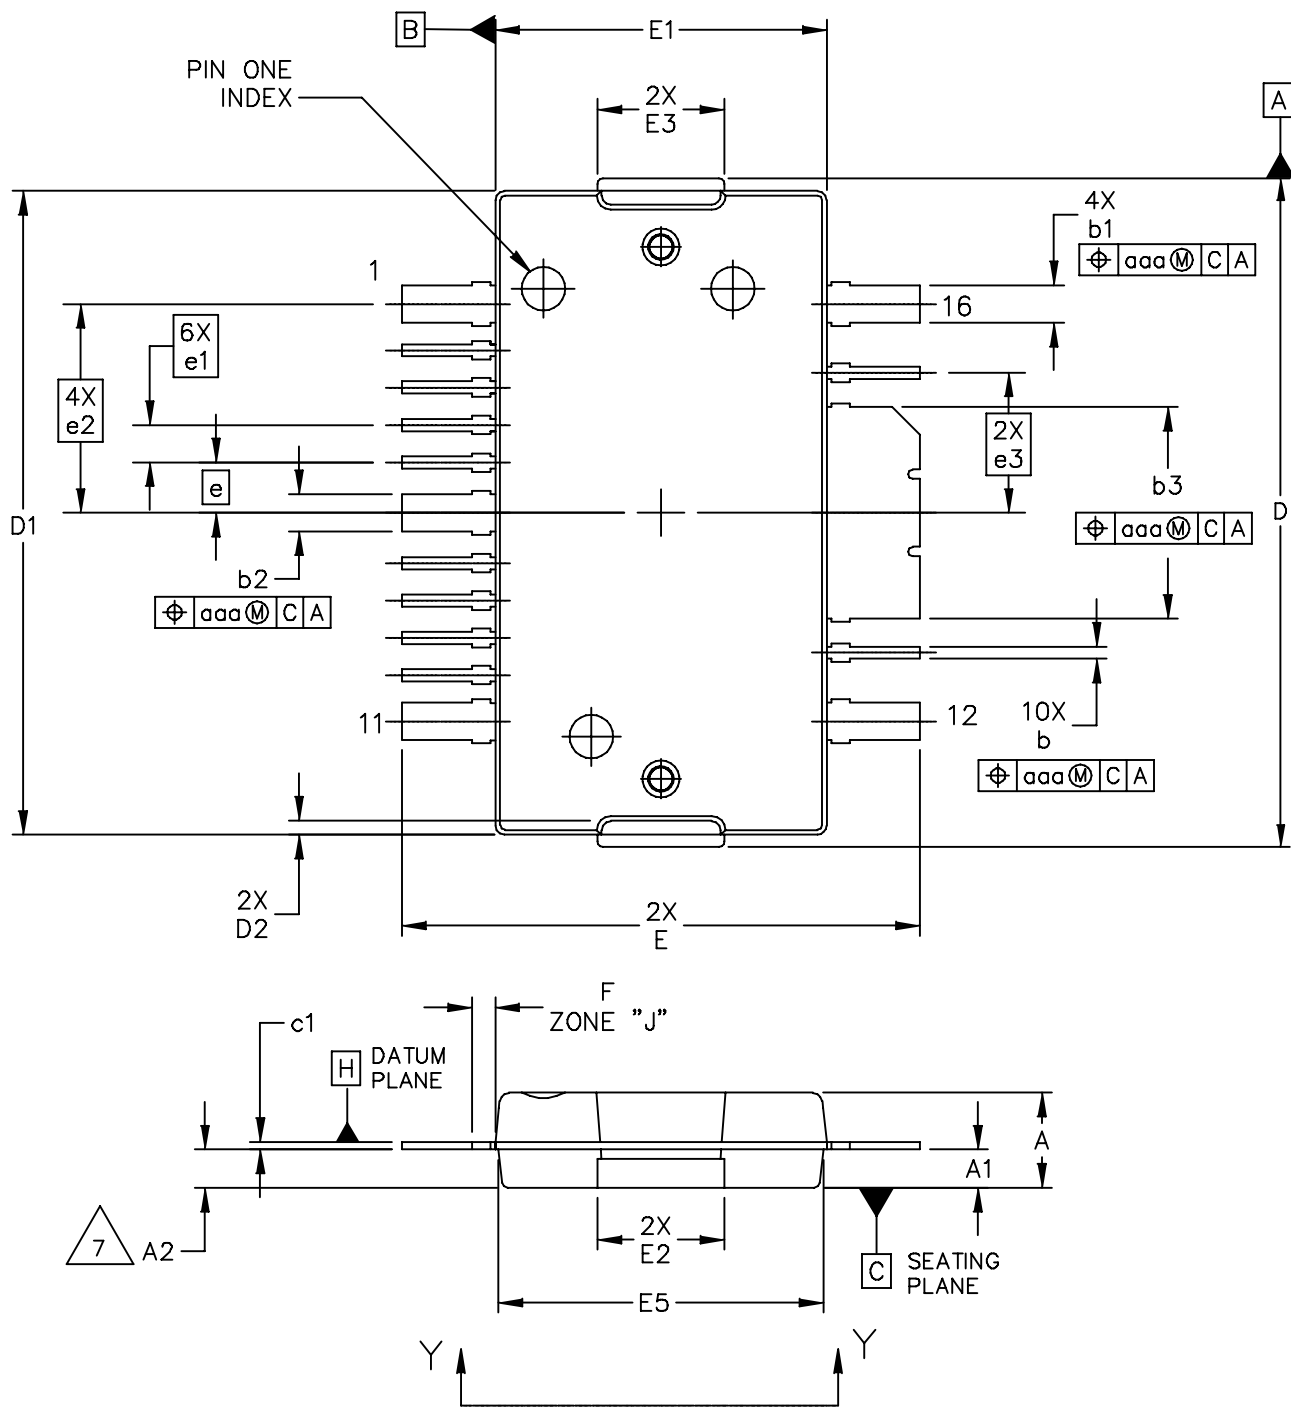 B
E1
PIN ONE
INDEX
2X
E3
A
4X
b1
⌖ aaa Ⓜ C A
1
16
6X
e1
4X
e2
2X
e3
e
b3
D1
D
⌖ aaa Ⓜ C A
b2
⌖ aaa Ⓜ C A
11
12
10X
b
⌖ aaa Ⓜ C A
2X
D2
2X
E
F
ZONE "J"
c1
H
DATUM
PLANE
A
A1
7
A2
2X
E2
C
SEATING
PLANE
E5
Y
Y